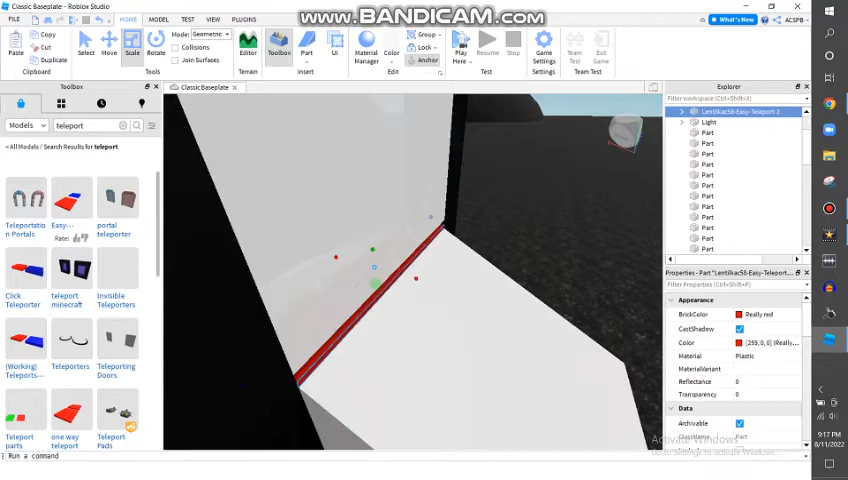 Classic Baseplate - Roblox Studio
www.BANDICAM.com
FILE
HOME
MODEL
TEST
VIEW
PLUGINS
What's New
ACSPB
Paste
Copy
Cut
Duplicate
Clipboard
Select
Move
Scale
Rotate
Mode: Geometric
Collisions
Join Surfaces
Tools
Editor
Terrain
Toolbox
Part
UI
Insert
Material Manager
Color
Group
Lock
Anchor
Edit
Play Here
Resume
Stop
Test
Game Settings
Settings
Team Test
Exit Game
Team Test
Toolbox
Models
teleport
< All Models / Search Results for teleport
Teleportatio n Portals
Easy---
Rate:
portal teleporter
Click Teleporter
teleport minecraft
Invisible Teleporters
(Working) Teleports---
Teleporters
Teleporting Doors
Teleport parts
one way teleport
Teleport Pads
Run a command
ClassicBaseplate
Explorer
Filter workspace (Ctrl+Shift+X)
Lentilkac58-Easy-Teleport-2
Light
Part
Part
Part
Part
Part
Part
Part
Part
Part
Part
Part
Part
Properties - Part "Lentilkac58-Easy-Teleport...
Filter Properties (Ctrl+Shift+P)
Appearance
BrickColor
Really red
CastShadow
Color
[255, 0, 0] (Really...
Material
Plastic
MaterialVariant
Reflectance
0
Transparency
0
Data
Archivable
ClassName
Part
Activate Windows
Go to Settings to activate Windows.
9:17 PM
8/11/2022